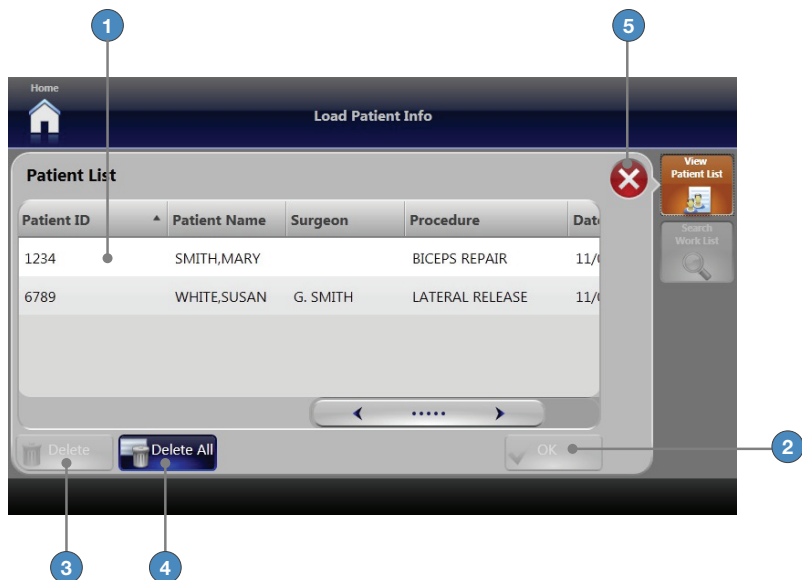 1
5
Home
Load Patient Info
Patient List
View
Patient List
Patient ID Patient Name Surgeon Procedure
Search
Work List
1234 SMITH,MARY BICEPS REPAIR 11/
6789 WHITE,SUSAN G. SMITH LATERAL RELEASE 11/
Delete
Delete All
OK
2
3
4